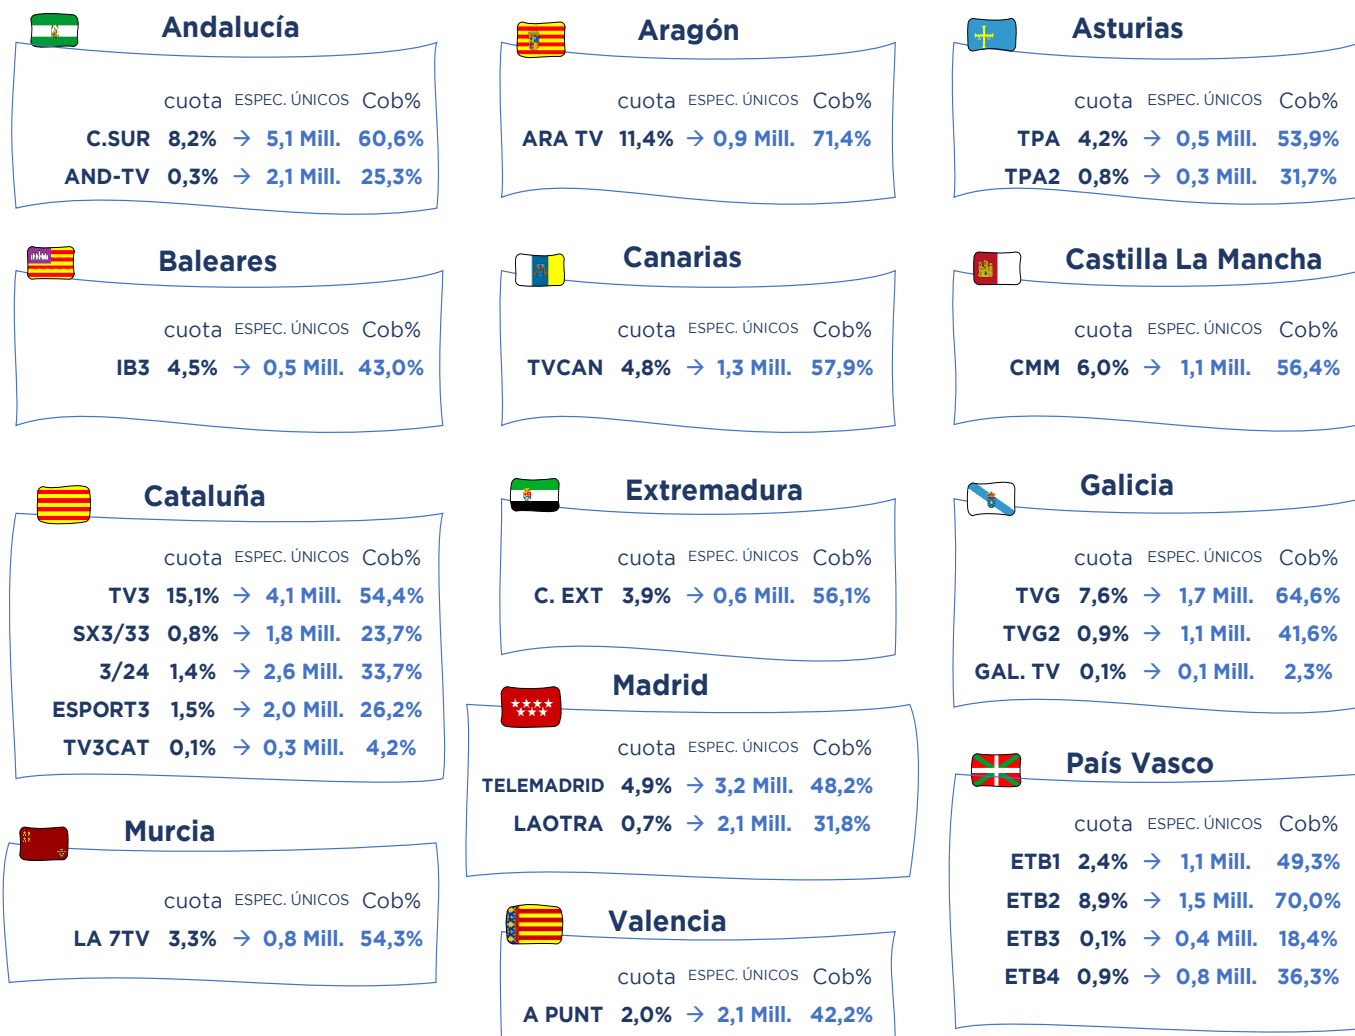 Andalucía
cuota ESPEC. ÚNICOS Cob%
C.SUR 8,2% → 5,1 Mill. 60,6%
AND-TV 0,3% → 2,1 Mill. 25,3%
Aragón
cuota ESPEC. ÚNICOS Cob%
ARA TV 11,4% → 0,9 Mill. 71,4%
Asturias
cuota ESPEC. ÚNICOS Cob%
TPA 4,2% → 0,5 Mill. 53,9%
TPA2 0,8% → 0,3 Mill. 31,7%
Baleares
cuota ESPEC. ÚNICOS Cob%
IB3 4,5% → 0,5 Mill. 43,0%
Canarias
cuota ESPEC. ÚNICOS Cob%
TVCAN 4,8% → 1,3 Mill. 57,9%
Castilla La Mancha
cuota ESPEC. ÚNICOS Cob%
CMM 6,0% → 1,1 Mill. 56,4%
Cataluña
cuota ESPEC. ÚNICOS Cob%
TV3 15,1% → 4,1 Mill. 54,4%
SX3/33 0,8% → 1,8 Mill. 23,7%
3/24 1,4% → 2,6 Mill. 33,7%
ESPORT3 1,5% → 2,0 Mill. 26,2%
TV3CAT 0,1% → 0,3 Mill. 4,2%
Extremadura
cuota ESPEC. ÚNICOS Cob%
C. EXT 3,9% → 0,6 Mill. 56,1%
Galicia
cuota ESPEC. ÚNICOS Cob%
TVG 7,6% → 1,7 Mill. 64,6%
TVG2 0,9% → 1,1 Mill. 41,6%
GAL. TV 0,1% → 0,1 Mill. 2,3%
Madrid
cuota ESPEC. ÚNICOS Cob%
TELEMADRID 4,9% → 3,2 Mill. 48,2%
LAOTRA 0,7% → 2,1 Mill. 31,8%
País Vasco
cuota ESPEC. ÚNICOS Cob%
ETB1 2,4% → 1,1 Mill. 49,3%
ETB2 8,9% → 1,5 Mill. 70,0%
ETB3 0,1% → 0,4 Mill. 18,4%
ETB4 0,9% → 0,8 Mill. 36,3%
Murcia
cuota ESPEC. ÚNICOS Cob%
LA 7TV 3,3% → 0,8 Mill. 54,3%
Valencia
cuota ESPEC. ÚNICOS Cob%
A PUNT 2,0% → 2,1 Mill. 42,2%